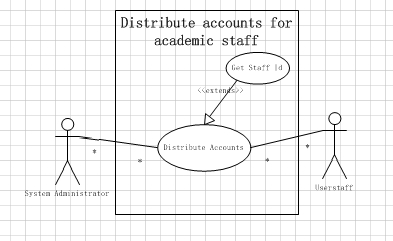 Distribute accounts for
academic staff
Get Staff Id
<<extends>>
Distribute Accounts
*
*
*
*
System Administrator
Userstaff